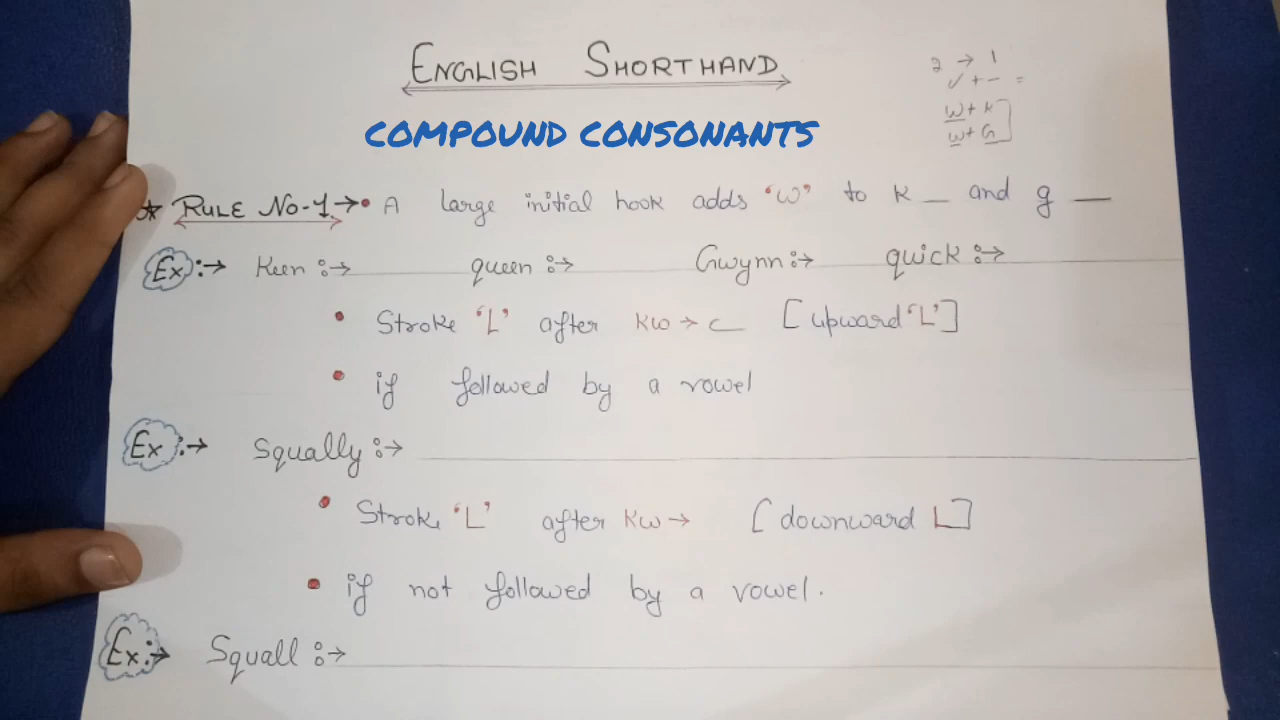 ENGLISH SHORTHAND
2 → 1
✓ + - =
COMPOUND CONSONANTS
W + K
W + G
RULE No-1 → • A large initial hook adds 'W' to K _ and g _
Ex :→ Keen :→ queen :→ Gwynn :→ quick :→
• Stroke 'L' after KW → [upward 'L']
• if followed by a vowel
Ex :→ Squally :→
• Stroke 'L' after KW → [downward L]
• if not followed by a vowel.
Ex :→ Squall :→